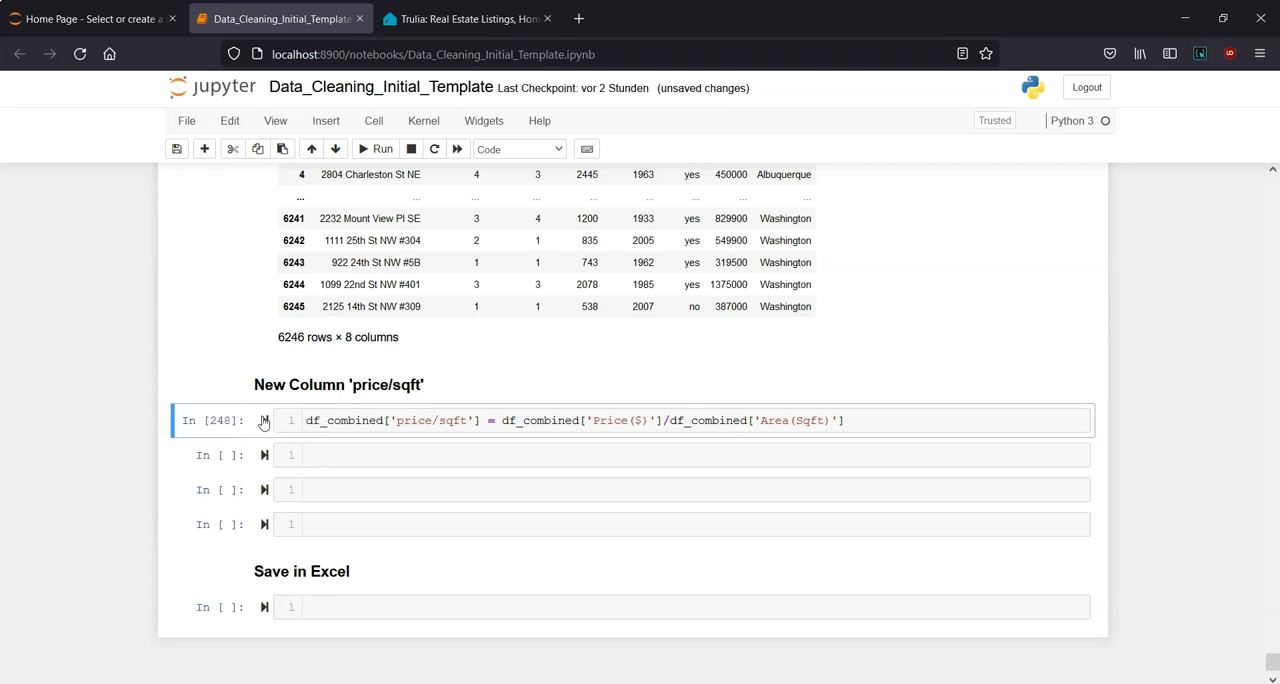 Home Page - Select or create a
Data_Cleaning_Initial_Template
Trulia: Real Estate Listings, Hom
localhost:8900/notebooks/Data_Cleaning_Initial_Template.ipynb
jupyter Data_Cleaning_Initial_Template Last Checkpoint: vor 2 Stunden (unsaved changes)
Logout
File Edit View Insert Cell Kernel Widgets Help
Trusted Python 3
Run Code
4 2804 Charleston St NE 4 3 2445 1963 yes 450000 Albuquerque
... ... ... ... ... ... ... ... ...
6241 2232 Mount View Pl SE 3 4 1200 1933 yes 829900 Washington
6242 1111 25th St NW #304 2 1 835 2005 yes 549900 Washington
6243 922 24th St NW #5B 1 1 743 1962 yes 319500 Washington
6244 1099 22nd St NW #401 3 3 2078 1985 yes 1375000 Washington
6245 2125 14th St NW #309 1 1 538 2007 no 387000 Washington
6246 rows × 8 columns
New Column 'price/sqft'
In [248]: 1 df_combined['price/sqft'] = df_combined['Price($)']/df_combined['Area(Sqft)']
In [ ]: 1
In [ ]: 1
In [ ]: 1
Save in Excel
In [ ]: 1